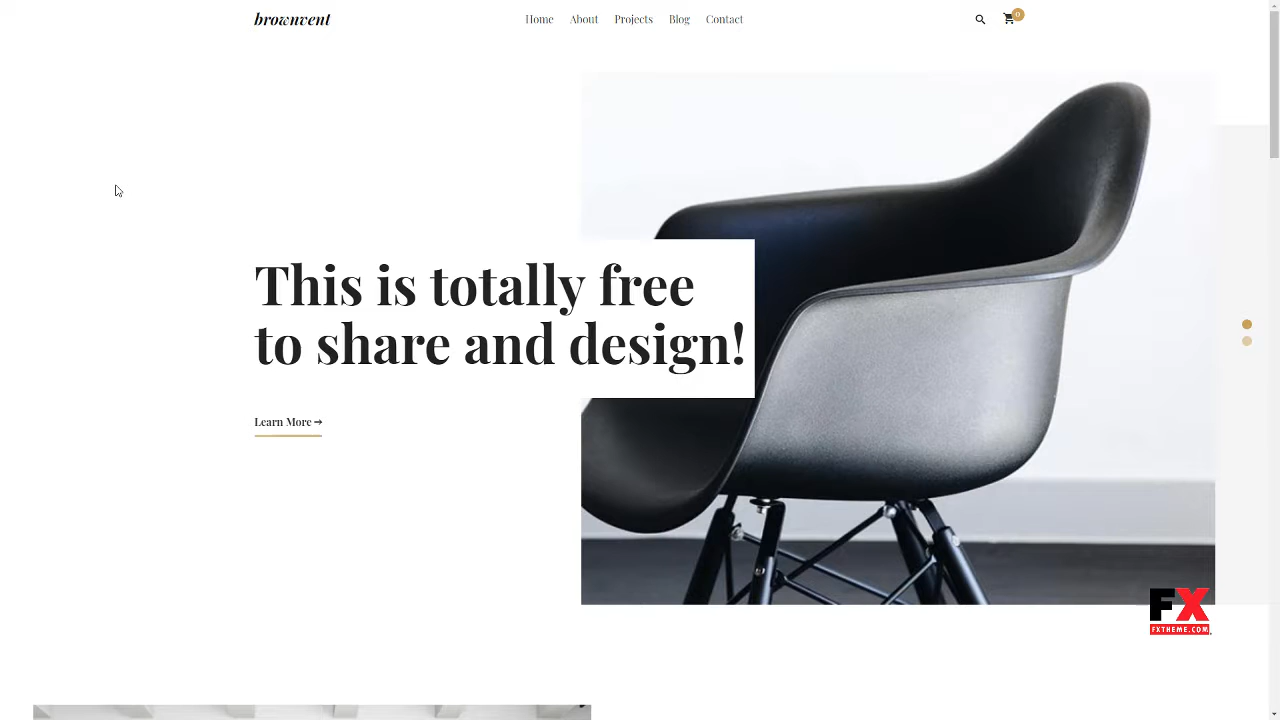 brownvent
Home About Projects Blog Contact
0
This is totally free
to share and design!
Learn More →
FX
FXTHEME.COM